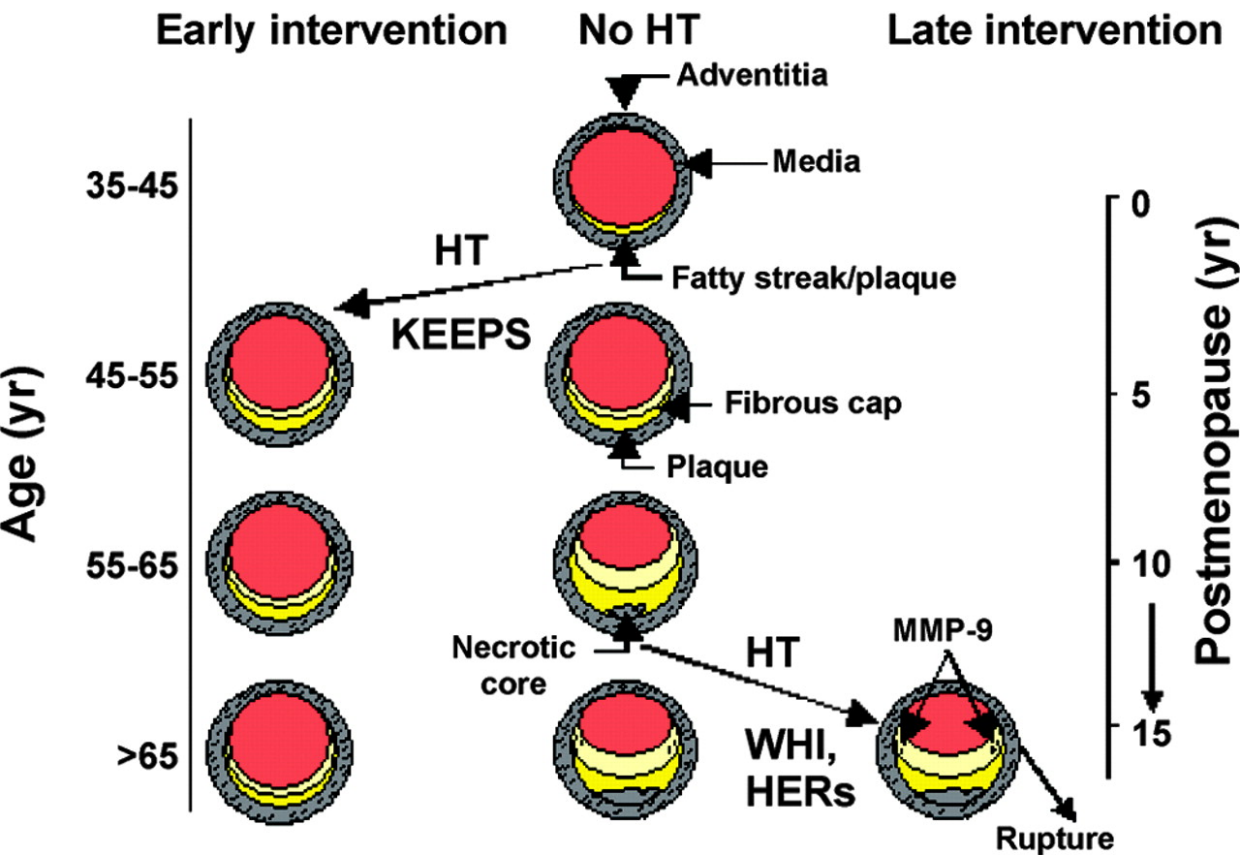 Early intervention
No HT
Late intervention
Adventitia
Media
35-45
0
HT
Fatty streak/plaque
KEEPS
45-55
5
Fibrous cap
Plaque
Age (yr)
Postmenopause (yr)
55-65
10
Necrotic
core
HT
MMP-9
>65
WHI,
HERs
15
Rupture